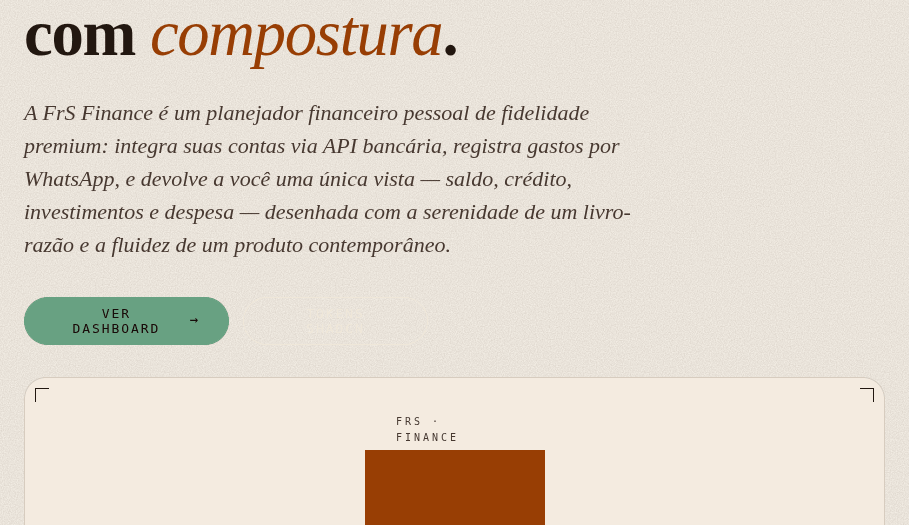 com compostura.
A FrS Finance é um planejador financeiro pessoal de fidelidade
premium: integra suas contas via API bancária, registra gastos por
WhatsApp, e devolve a você uma única vista — saldo, crédito,
investimentos e despesa — desenhada com a serenidade de um livro-
razão e a fluidez de um produto contemporâneo.
VER
DASHBOARD →
FRS ·
FINANCE